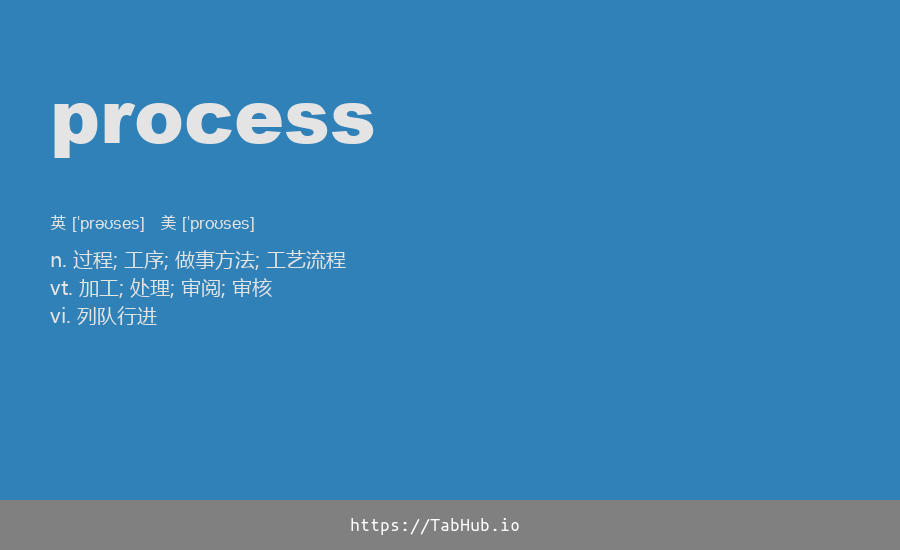 process
英 [ˈprəʊses] 美 [ˈproʊses]
n. 过程; 工序; 做事方法; 工艺流程
vt. 加工; 处理; 审阅; 审核
vi. 列队行进
https://TabHub.io